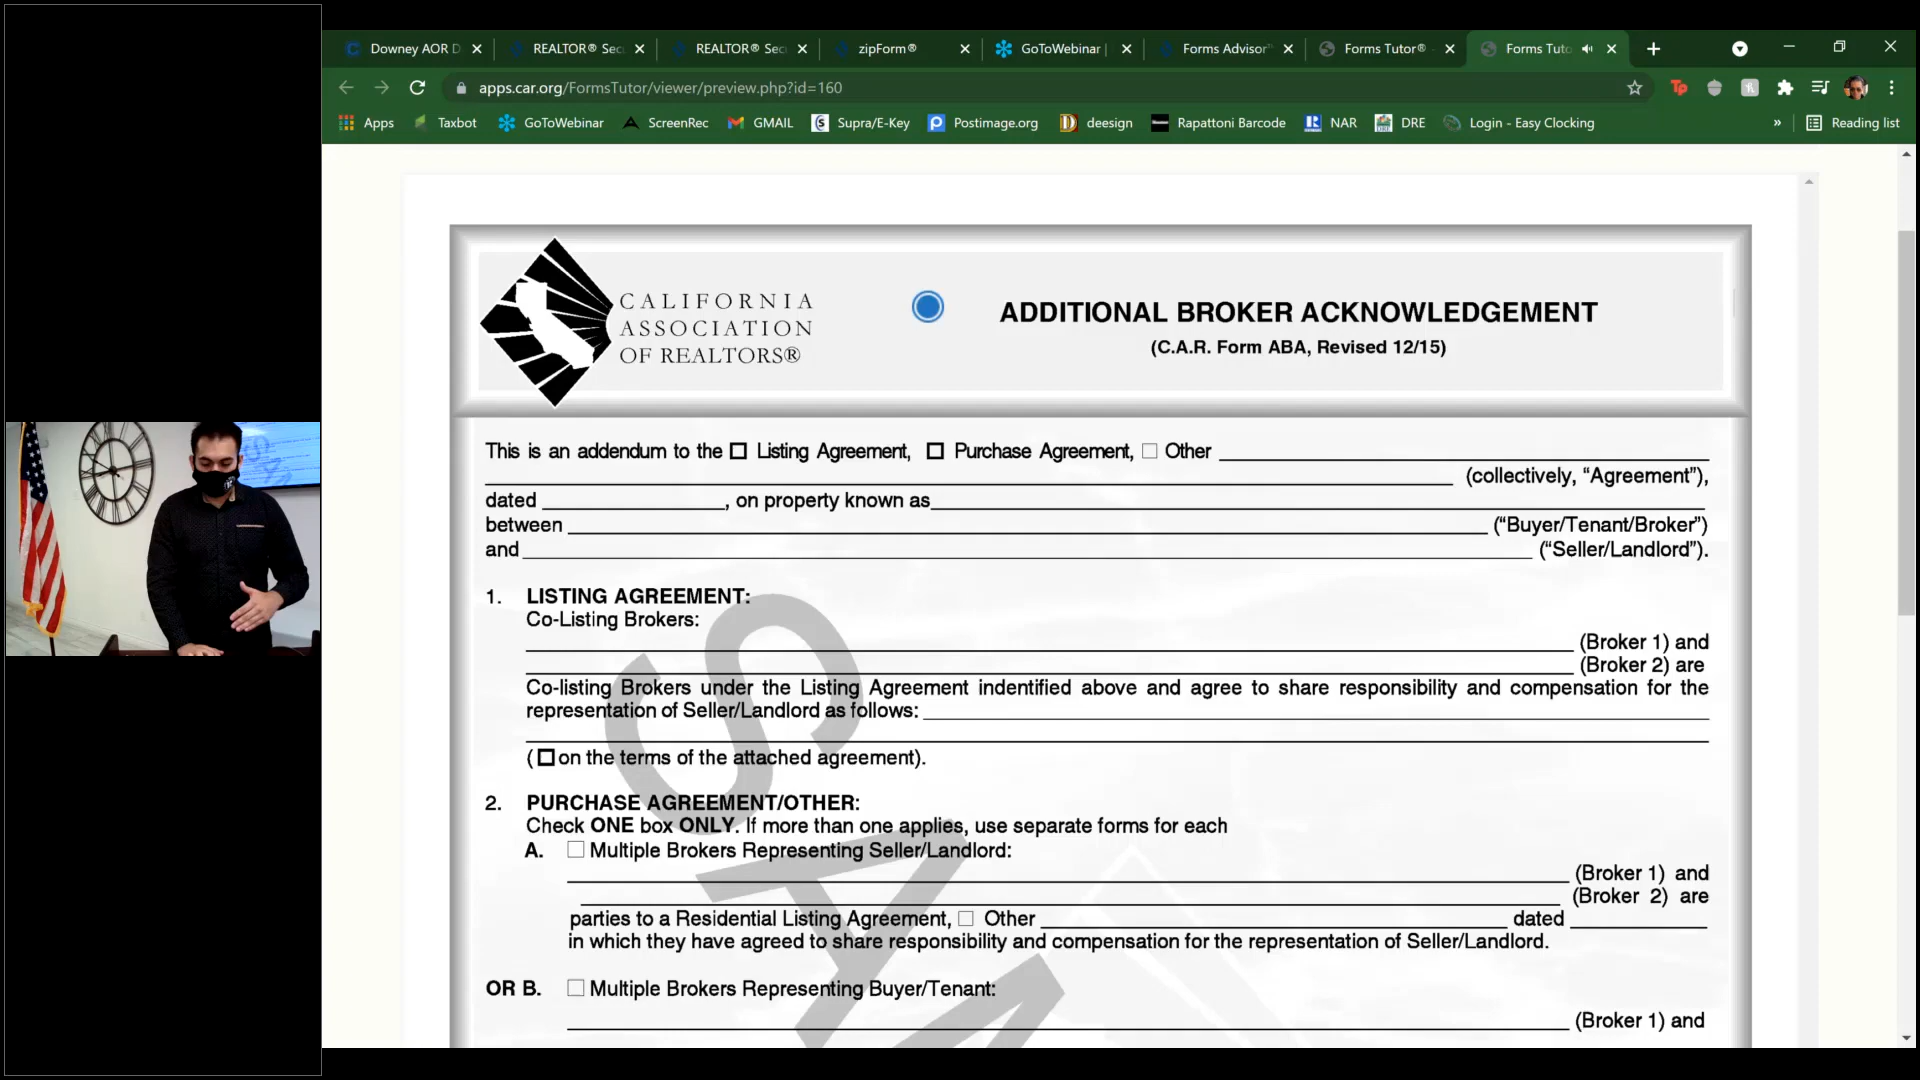 Downey AOR D
REALTOR® Sec
REALTOR® Sec
zipForm®
GoToWebinar
Forms Advisor™
Forms Tutor®
Forms Tuto
apps.car.org/FormsTutor/viewer/preview.php?id=160
Apps
Taxbot
GoToWebinar
ScreenRec
GMAIL
Supra/E-Key
Postimage.org
deesign
Rapattoni Barcode
NAR
DRE
Login - Easy Clocking
»
Reading list
CALIFORNIA
ASSOCIATION
OF REALTORS®
ADDITIONAL BROKER ACKNOWLEDGEMENT
(C.A.R. Form ABA, Revised 12/15)
This is an addendum to the Listing Agreement, Purchase Agreement, Other
(collectively, “Agreement”),
dated , on property known as
between (“Buyer/Tenant/Broker”)
and (“Seller/Landlord”).
1. LISTING AGREEMENT:
Co-Listing Brokers:
(Broker 1) and
(Broker 2) are
Co-listing Brokers under the Listing Agreement indentified above and agree to share responsibility and compensation for the
representation of Seller/Landlord as follows:
( on the terms of the attached agreement).
2. PURCHASE AGREEMENT/OTHER:
Check ONE box ONLY. If more than one applies, use separate forms for each
A. Multiple Brokers Representing Seller/Landlord:
(Broker 1) and
(Broker 2) are
parties to a Residential Listing Agreement, Other dated
in which they have agreed to share responsibility and compensation for the representation of Seller/Landlord.
OR B. Multiple Brokers Representing Buyer/Tenant:
(Broker 1) and